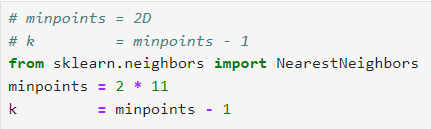 # minpoints = 2D
# k         = minpoints - 1
from sklearn.neighbors import NearestNeighbors
minpoints = 2 * 11
k         = minpoints - 1